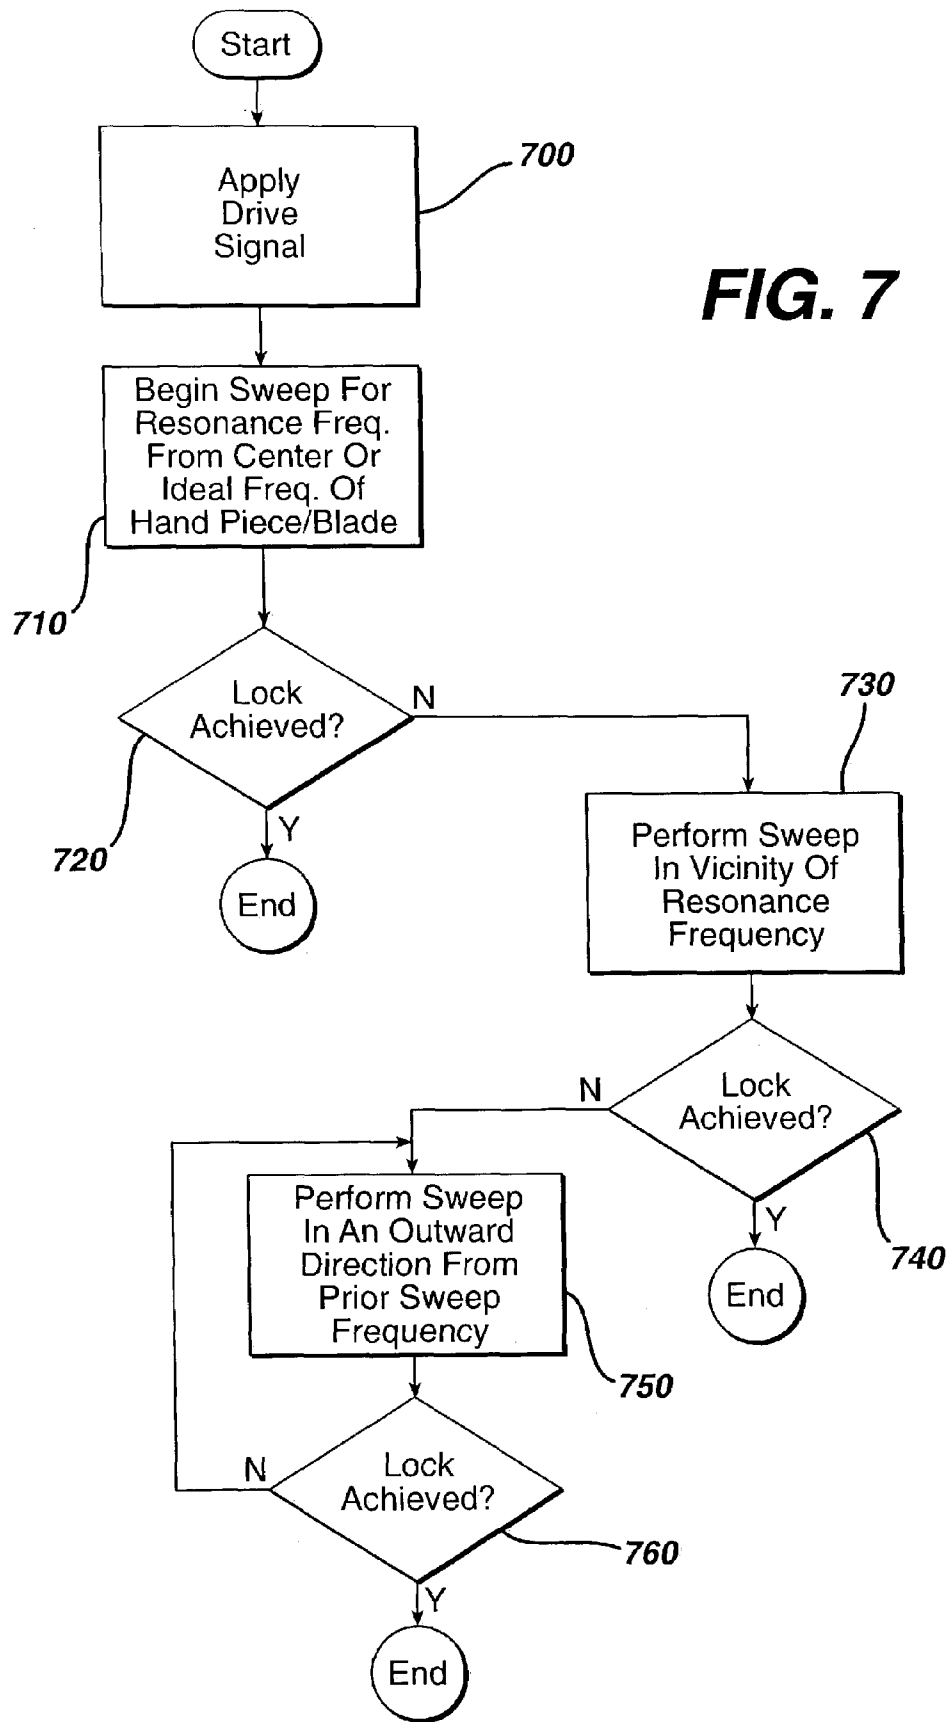 Start
Apply
Drive
Signal
700
FIG. 7
Begin Sweep For
Resonance Freq.
From Center Or
Ideal Freq. Of
Hand Piece/Blade
710
Lock
Achieved?
N
720
Y
End
730
Perform Sweep
In Vicinity Of
Resonance
Frequency
Lock
Achieved?
N
740
Y
End
Perform Sweep
In An Outward
Direction From
Prior Sweep
Frequency
750
Lock
Achieved?
N
760
Y
End